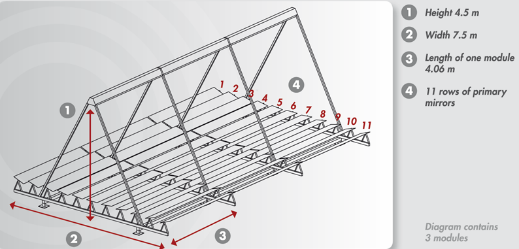 1 Height 4.5 m
2 Width 7.5 m
3 Length of one module
4.06 m
4 11 rows of primary
mirrors
1 2 3 4 5 6 7 8 9 10 11
4
1
2
3
Diagram contains
3 modules